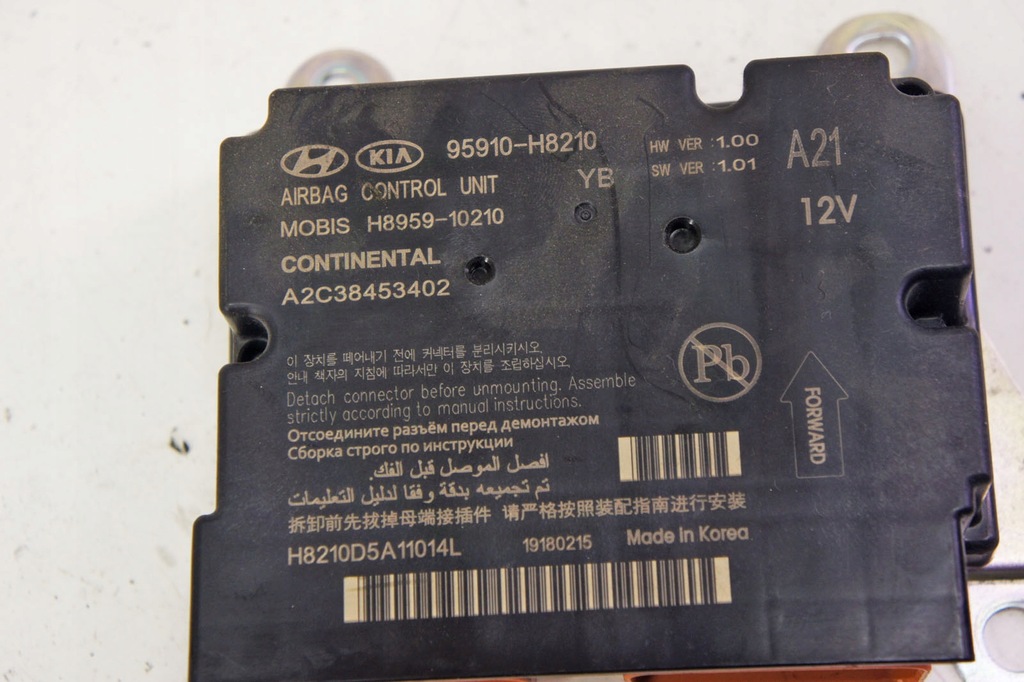 HYUNDAI KIA 95910-H8210
HW VER : 1.00
SW VER : 1.01
A21
AIRBAG CONTROL UNIT
YB
12V
MOBIS H8959-10210
CONTINENTAL
A2C38453402
이 장치를 떼어내기 전에 커넥터를 분리시키시오.
안내 책자의 지침에 따라서만 이 장치를 조립하십시오.
Detach connector before unmounting. Assemble
strictly according to manual instructions.
Отсоедините разъём перед демонтажом
Сборка строго по инструкции
افصل الموصل قبل الفك.
تم تجميعه بدقة وفقا لدليل التعليمات
拆卸前先拔掉母端接插件 请严格按照装配指南进行安装
Pb
FORWARD
H8210D5A11014L
19180215
Made in Korea